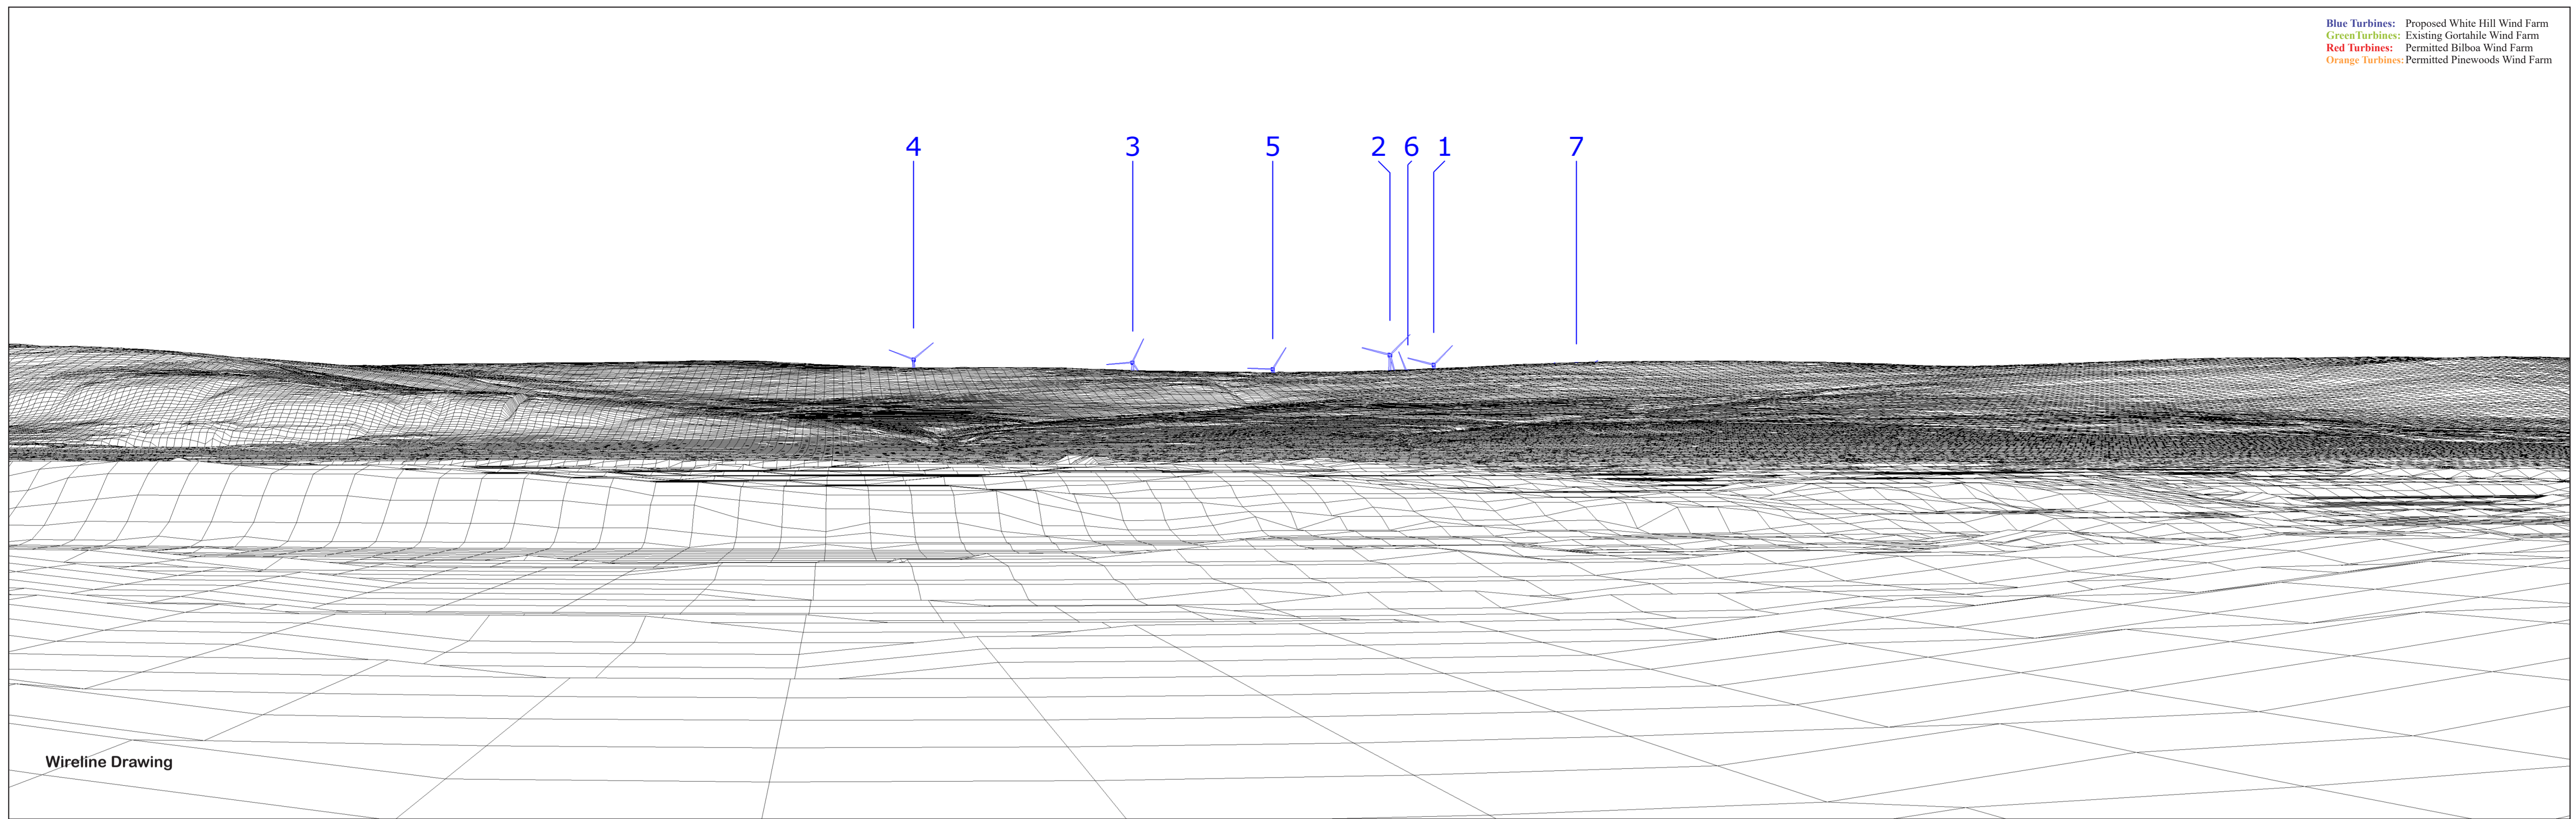 Blue Turbines: Proposed White Hill Wind Farm
GreenTurbines: Existing Gortahile Wind Farm
Red Turbines: Permitted Bilboa Wind Farm
Orange Turbines: Permitted Pinewoods Wind Farm
4 3 5 2 6 1 7
Wireline Drawing